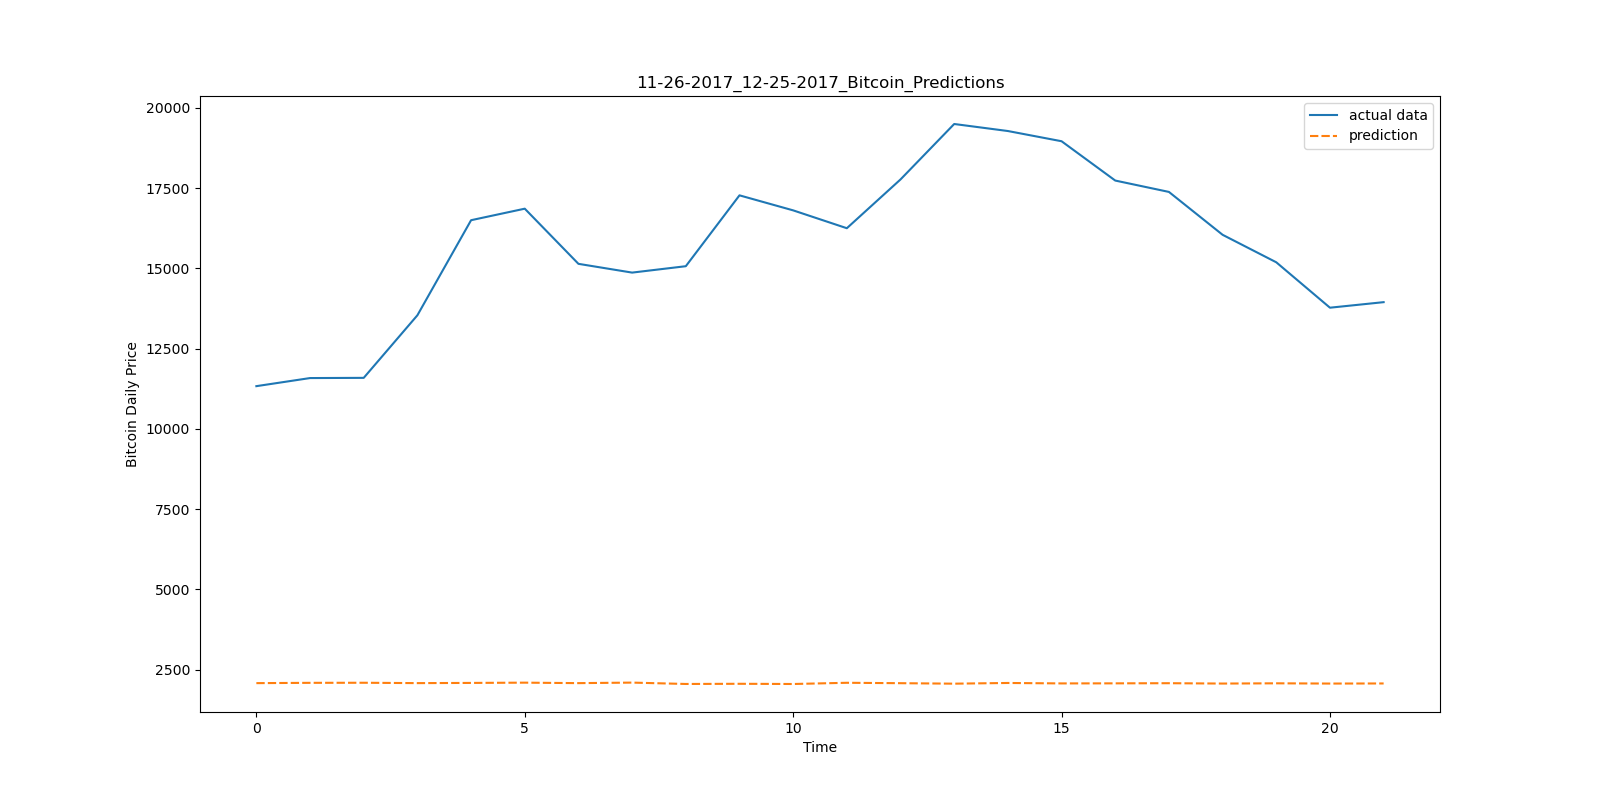 11-26-2017_12-25-2017_Bitcoin_Predictions
actual data
prediction
Bitcoin Daily Price
20000
17500
15000
12500
10000
7500
5000
2500
0 5 10 15 20
Time